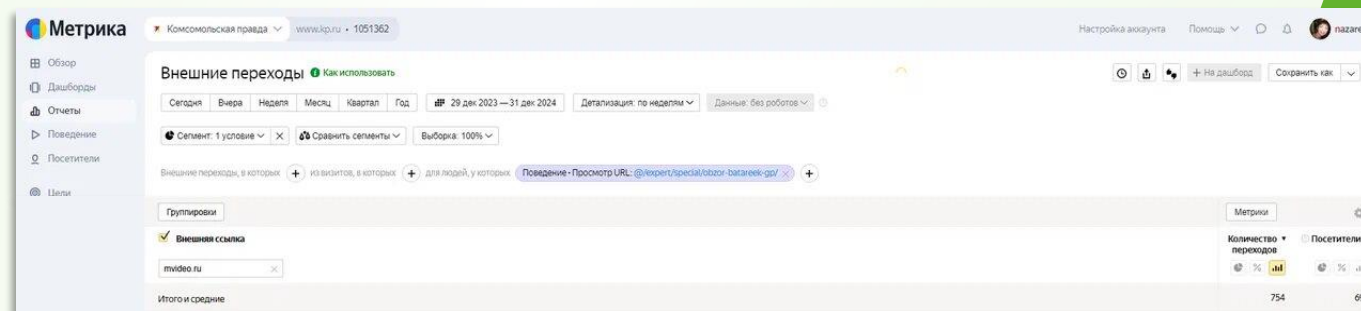 Метрика
Комсомольская правда www.kp.ru • 1051362
Настройка аккаунта Помощь
Обзор
Дашборды
Отчеты
Поведение
Посетители
Цели
Внешние переходы Как использовать
+ На дашборд Сохранить как
Сегодня Вчера Неделя Месяц Квартал Год 29 дек 2023 — 31 дек 2024 Детализация: по неделям Данные: без роботов
Сегмент: 1 условие × Сравнить сегменты Выборка: 100%
Внешние переходы, в которых + из визитов, в которых + для людей, у которых Поведение - Просмотр URL: @/expert/special/obzor-batareek-gp/ × +
Группировки Метрики
Внешняя ссылка Количество переходов Посетители
mvideo.ru × % %
Итого и средние 754